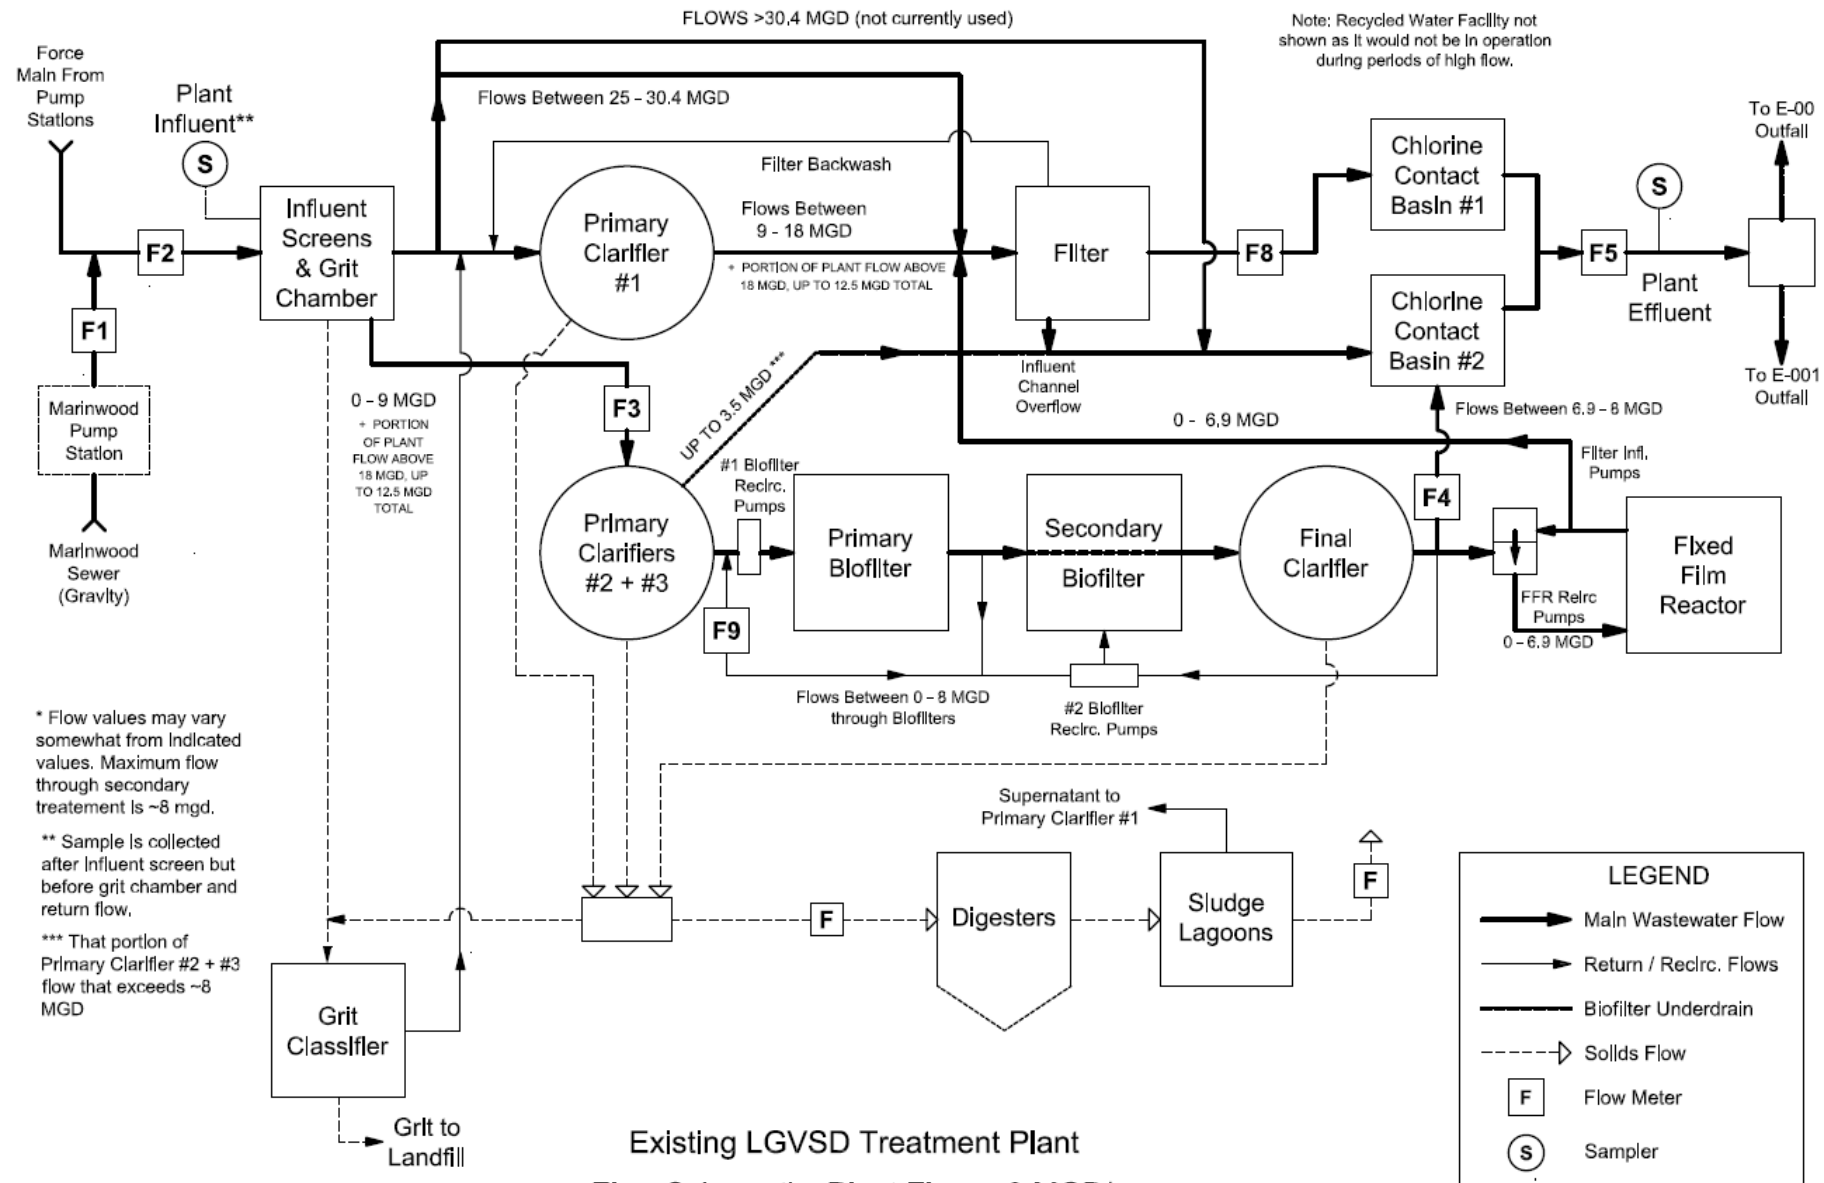 FLOWS >30.4 MGD (not currently used)
Note: Recycled Water Facility not
shown as it would not be in operation
during periods of high flow.
Force
Main From
Pump
Stations
Plant
Influent**
S
Flows Between 25 - 30.4 MGD
Filter Backwash
To E-00
Outfall
F2
F1
Influent
Screens
& Grit
Chamber
Primary
Clarifier
#1
Flows Between
9 - 18 MGD
+ PORTION OF PLANT FLOW ABOVE
18 MGD, UP TO 12.5 MGD TOTAL
Filter
F8
Chlorine
Contact
Basin #1
Chlorine
Contact
Basin #2
F5
S
Plant
Effluent
To E-001
Outfall
Marinwood
Pump
Station
Marinwood
Sewer
(Gravity)
0 - 9 MGD
+ PORTION
OF PLANT
FLOW ABOVE
18 MGD, UP
TO 12.5 MGD
TOTAL
F3
UP TO 3.5 MGD ***
Influent
Channel
Overflow
0 - 6.9 MGD
Flows Between 6.9 - 8 MGD
Filter Infl.
Pumps
Primary
Clarifiers
#2 + #3
#1 Biofilter
Recirc.
Pumps
F9
Primary
Biofilter
Secondary
Biofilter
Final
Clarifier
F4
FFR Relrc
Pumps
0 - 6.9 MGD
Fixed
Film
Reactor
Flows Between 0 - 8 MGD
through Biofilters
#2 Biofilter
Recirc. Pumps
* Flow values may vary
somewhat from indicated
values. Maximum flow
through secondary
treatement is ~8 mgd.
** Sample is collected
after influent screen but
before grit chamber and
return flow.
*** That portion of
Primary Clarifier #2 + #3
flow that exceeds ~8
MGD
Supernatant to
Primary Clarifier #1
F
Digesters
Sludge
Lagoons
F
Grit
Classifier
Grit to
Landfill
LEGEND
Main Wastewater Flow
Return / Recirc. Flows
Biofilter Underdrain
Solids Flow
F Flow Meter
S Sampler
Existing LGVSD Treatment Plant